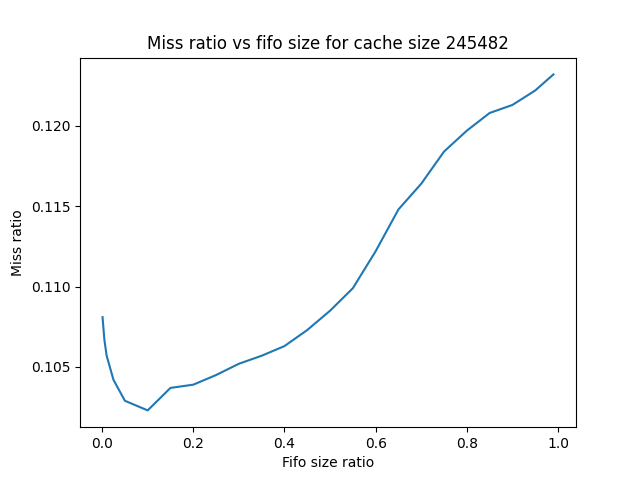 Miss ratio vs fifo size for cache size 245482
0.120
0.115
0.110
0.105
Miss ratio
0.0 0.2 0.4 0.6 0.8 1.0
Fifo size ratio